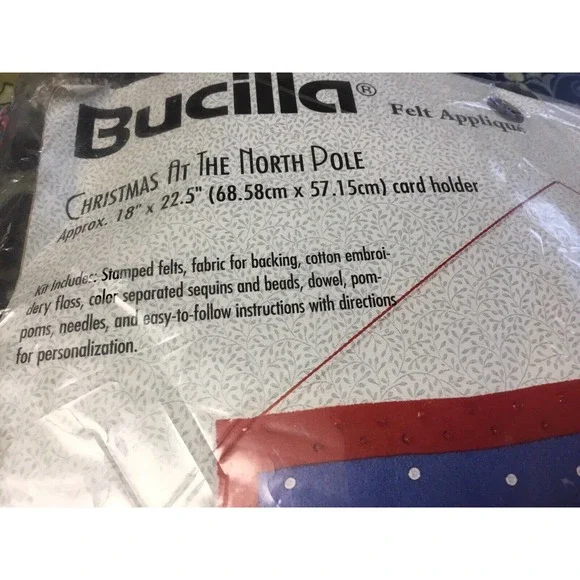 Bucilla® Felt Appliqué
CHRISTMAS AT THE NORTH POLE
Approx. 18" x 22.5" (68.58cm x 57.15cm) card holder
Kit Includes: Stamped felts, fabric for backing, cotton embroi-
dery floss, color separated sequins and beads, dowel, pom-
poms, needles, and easy-to-follow instructions with directions
for personalization.